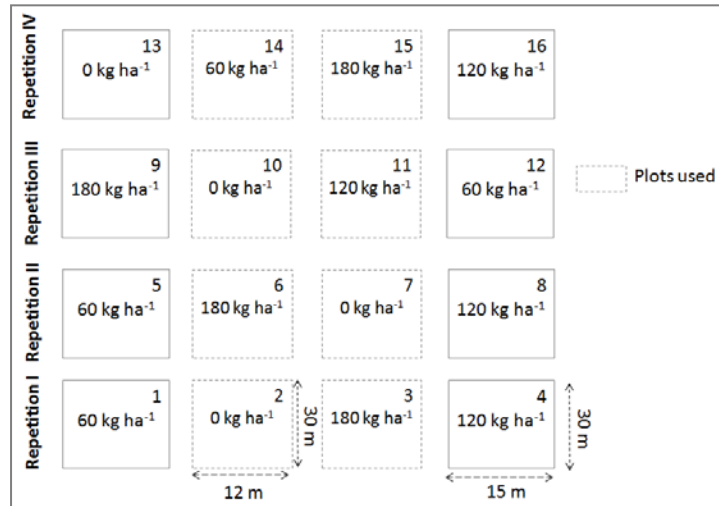 Repetition IV
13
0 kg ha⁻¹
14
60 kg ha⁻¹
15
180 kg ha⁻¹
16
120 kg ha⁻¹
Repetition III
9
180 kg ha⁻¹
10
0 kg ha⁻¹
11
120 kg ha⁻¹
12
60 kg ha⁻¹
Plots used
Repetition II
5
60 kg ha⁻¹
6
180 kg ha⁻¹
7
0 kg ha⁻¹
8
120 kg ha⁻¹
Repetition I
1
60 kg ha⁻¹
2
0 kg ha⁻¹
30 m
3
180 kg ha⁻¹
4
120 kg ha⁻¹
30 m
12 m
15 m